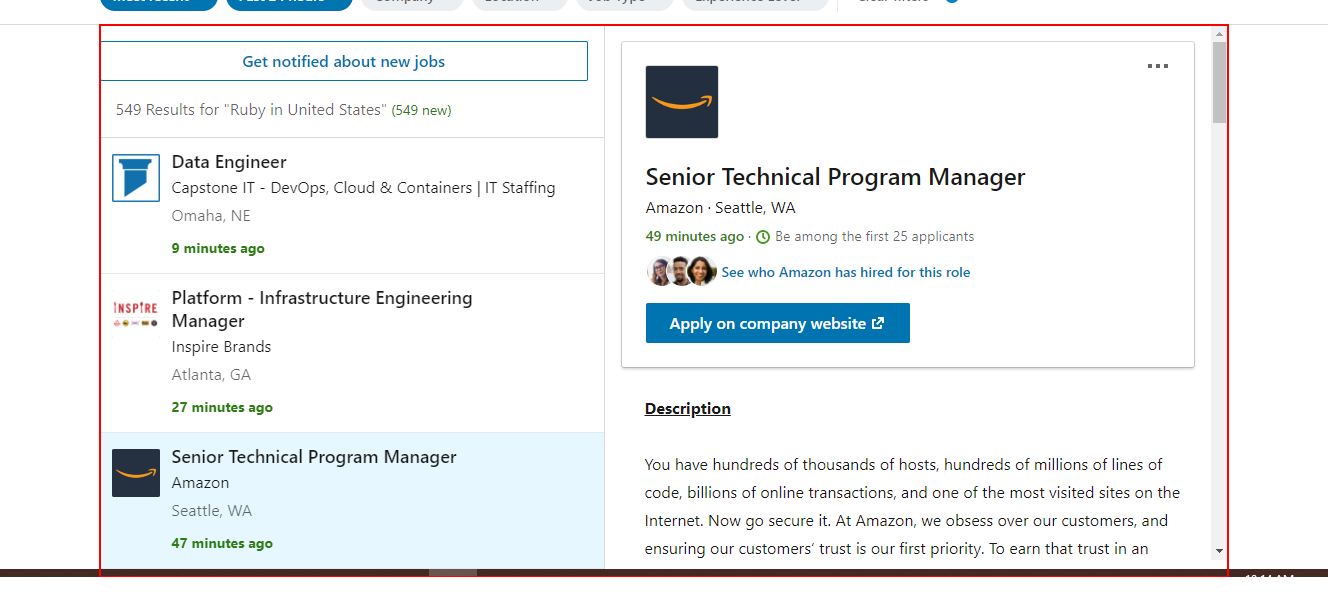 Get notified about new jobs
549 Results for "Ruby in United States" (549 new)
Data Engineer
Capstone IT - DevOps, Cloud & Containers | IT Staffing
Omaha, NE
9 minutes ago
INSPIRE
Platform - Infrastructure Engineering
Manager
Inspire Brands
Atlanta, GA
27 minutes ago
Senior Technical Program Manager
Amazon
Seattle, WA
47 minutes ago
Senior Technical Program Manager
Amazon · Seattle, WA
49 minutes ago · Be among the first 25 applicants
See who Amazon has hired for this role
Apply on company website
Description
You have hundreds of thousands of hosts, hundreds of millions of lines of
code, billions of online transactions, and one of the most visited sites on the
Internet. Now go secure it. At Amazon, we obsess over our customers, and
ensuring our customers’ trust is our first priority. To earn that trust in an